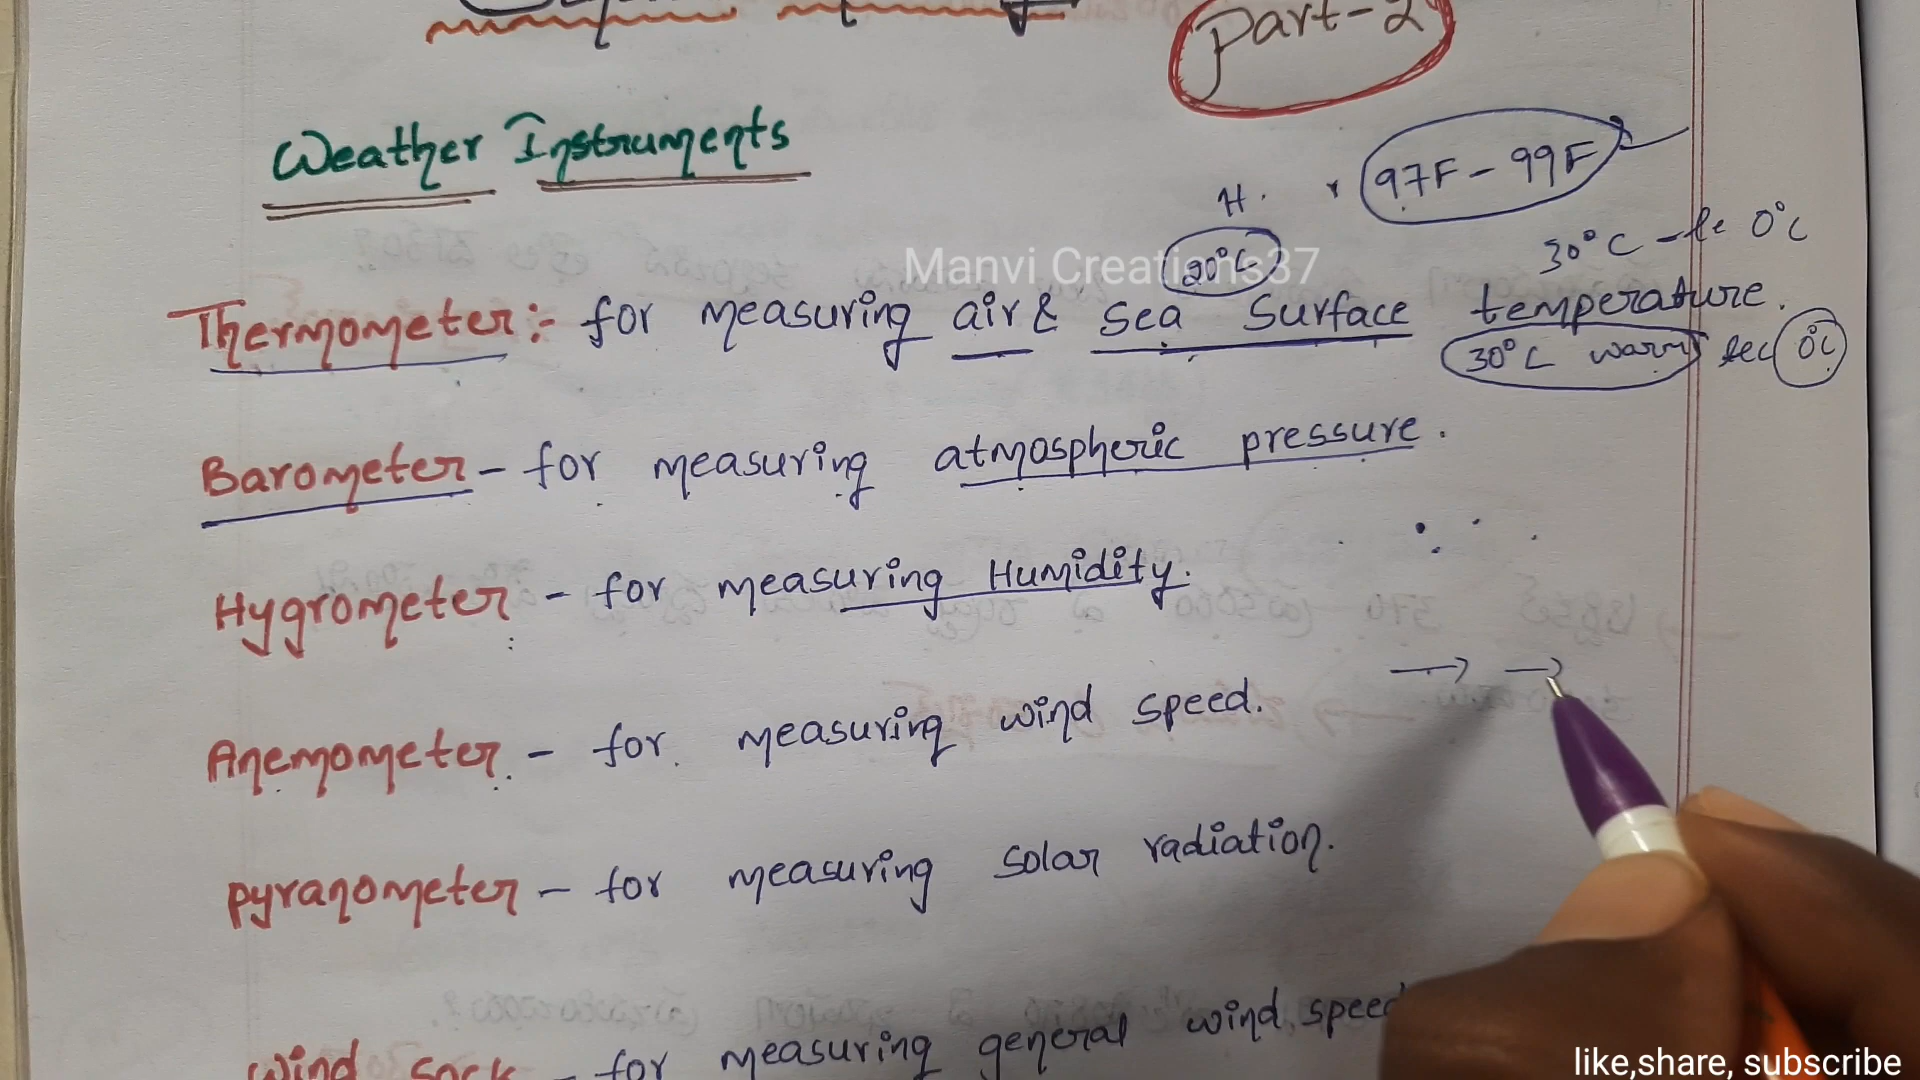 Part-2
Weather Instruments
H. 97F - 99F
20°C 30°C - le 0°C
Manvi Creations37
Thermometer:- for measuring air & sea surface temperature.
30°C warm lec 0°C
Barometer - for measuring atmospheric pressure.
Hygrometer - for measuring Humidity.
Anemometer - for measuring wind speed.
pyranometer - for measuring solar radiation.
wind sock - for measuring general wind speed
like,share, subscribe